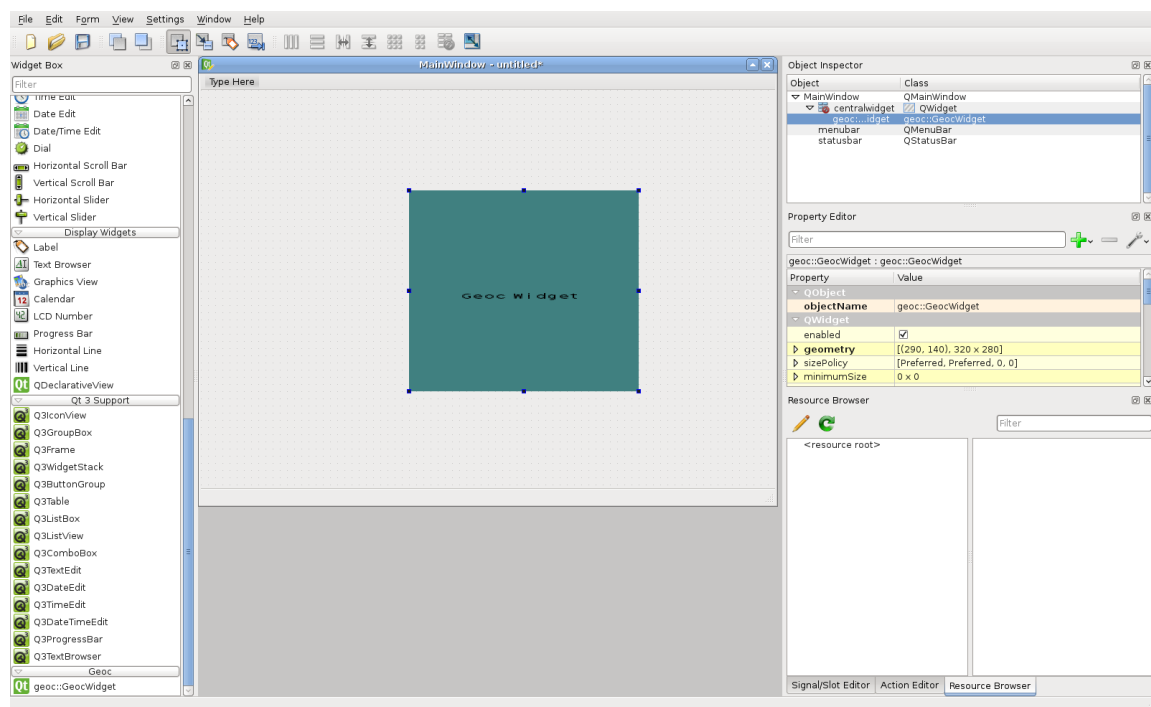 File Edit Form View Settings Window Help
Widget Box
Filter
Time Edit
Date Edit
Date/Time Edit
Dial
Horizontal Scroll Bar
Vertical Scroll Bar
Horizontal Slider
Vertical Slider
Display Widgets
Label
Text Browser
Graphics View
Calendar
LCD Number
Progress Bar
Horizontal Line
Vertical Line
QDeclarativeView
Qt 3 Support
Q3IconView
Q3GroupBox
Q3Frame
Q3WidgetStack
Q3ButtonGroup
Q3Table
Q3ListBox
Q3ListView
Q3ComboBox
Q3TextEdit
Q3DateEdit
Q3TimeEdit
Q3DateTimeEdit
Q3ProgressBar
Q3TextBrowser
Geoc
geoc::GeocWidget
MainWindow - untitled*
Type Here
Geoc Widget
Object Inspector
Object Class
MainWindow QMainWindow
centralwidget QWidget
geoc:...idget geoc::GeocWidget
menubar QMenuBar
statusbar QStatusBar
Property Editor
Filter
geoc::GeocWidget : geoc::GeocWidget
Property Value
QObject
objectName geoc::GeocWidget
QWidget
enabled
geometry [(290, 140), 320 x 280]
sizePolicy [Preferred, Preferred, 0, 0]
minimumSize 0 x 0
Resource Browser
Filter
<resource root>
Signal/Slot Editor Action Editor Resource Browser